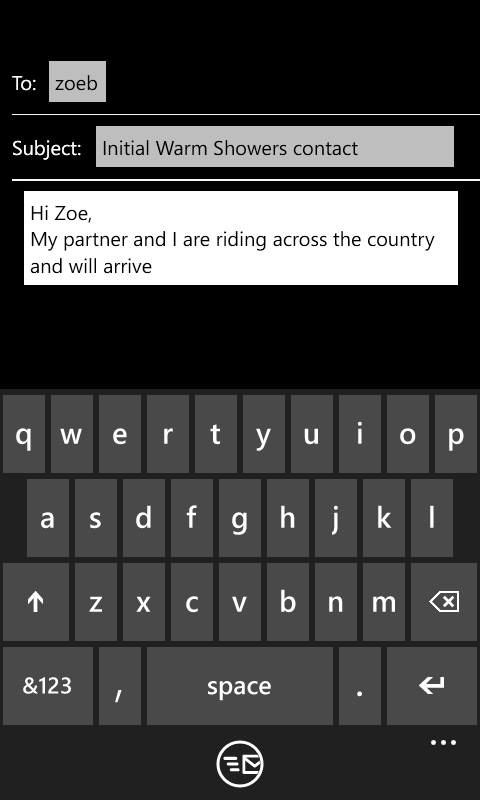 To: zoeb
Subject: Initial Warm Showers contact
Hi Zoe,
My partner and I are riding across the country
and will arrive
q w e r t y u i o p
a s d f g h j k l
z x c v b n m
&123 , space .